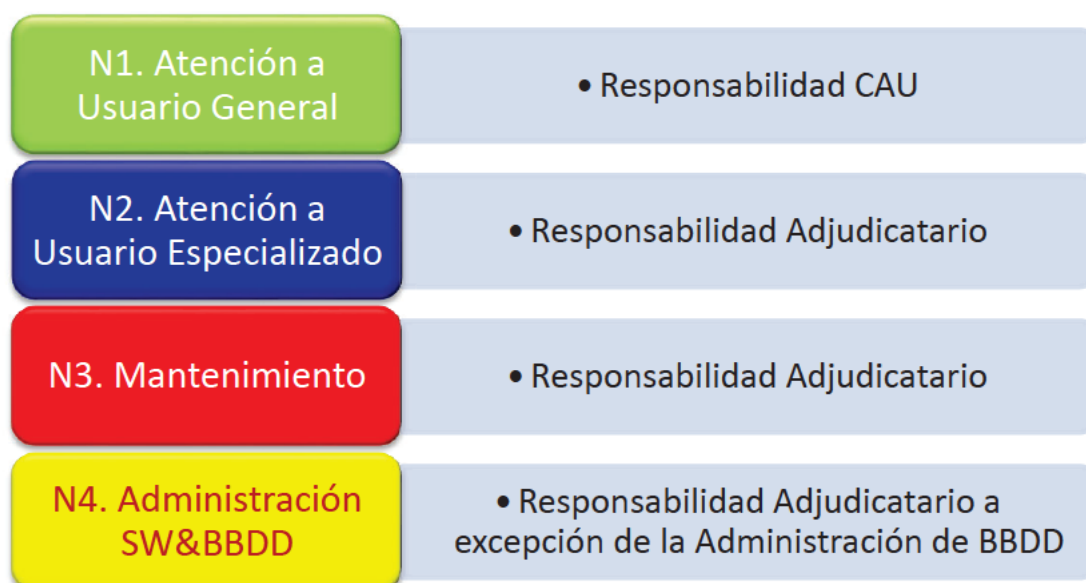 N1. Atención a
Usuario General
• Responsabilidad CAU
N2. Atención a
Usuario Especializado
• Responsabilidad Adjudicatario
N3. Mantenimiento
• Responsabilidad Adjudicatario
N4. Administración
SW&BBDD
• Responsabilidad Adjudicatario a
excepción de la Administración de BBDD